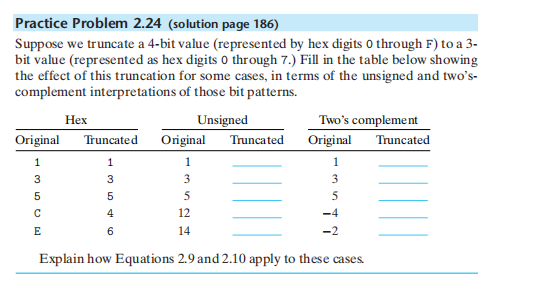 Practice Problem 2.24 (solution page 186)
Suppose we truncate a 4-bit value (represented by hex digits 0 through F) to a 3-
bit value (represented as hex digits 0 through 7.) Fill in the table below showing
the effect of this truncation for some cases, in terms of the unsigned and two's-
complement interpretations of those bit patterns.
Hex Unsigned Two's complement
Original Truncated Original Truncated Original Truncated
1 1 1 1
3 3 3 3
5 5 5 5
C 4 12 −4
E 6 14 −2
Explain how Equations 2.9 and 2.10 apply to these cases.